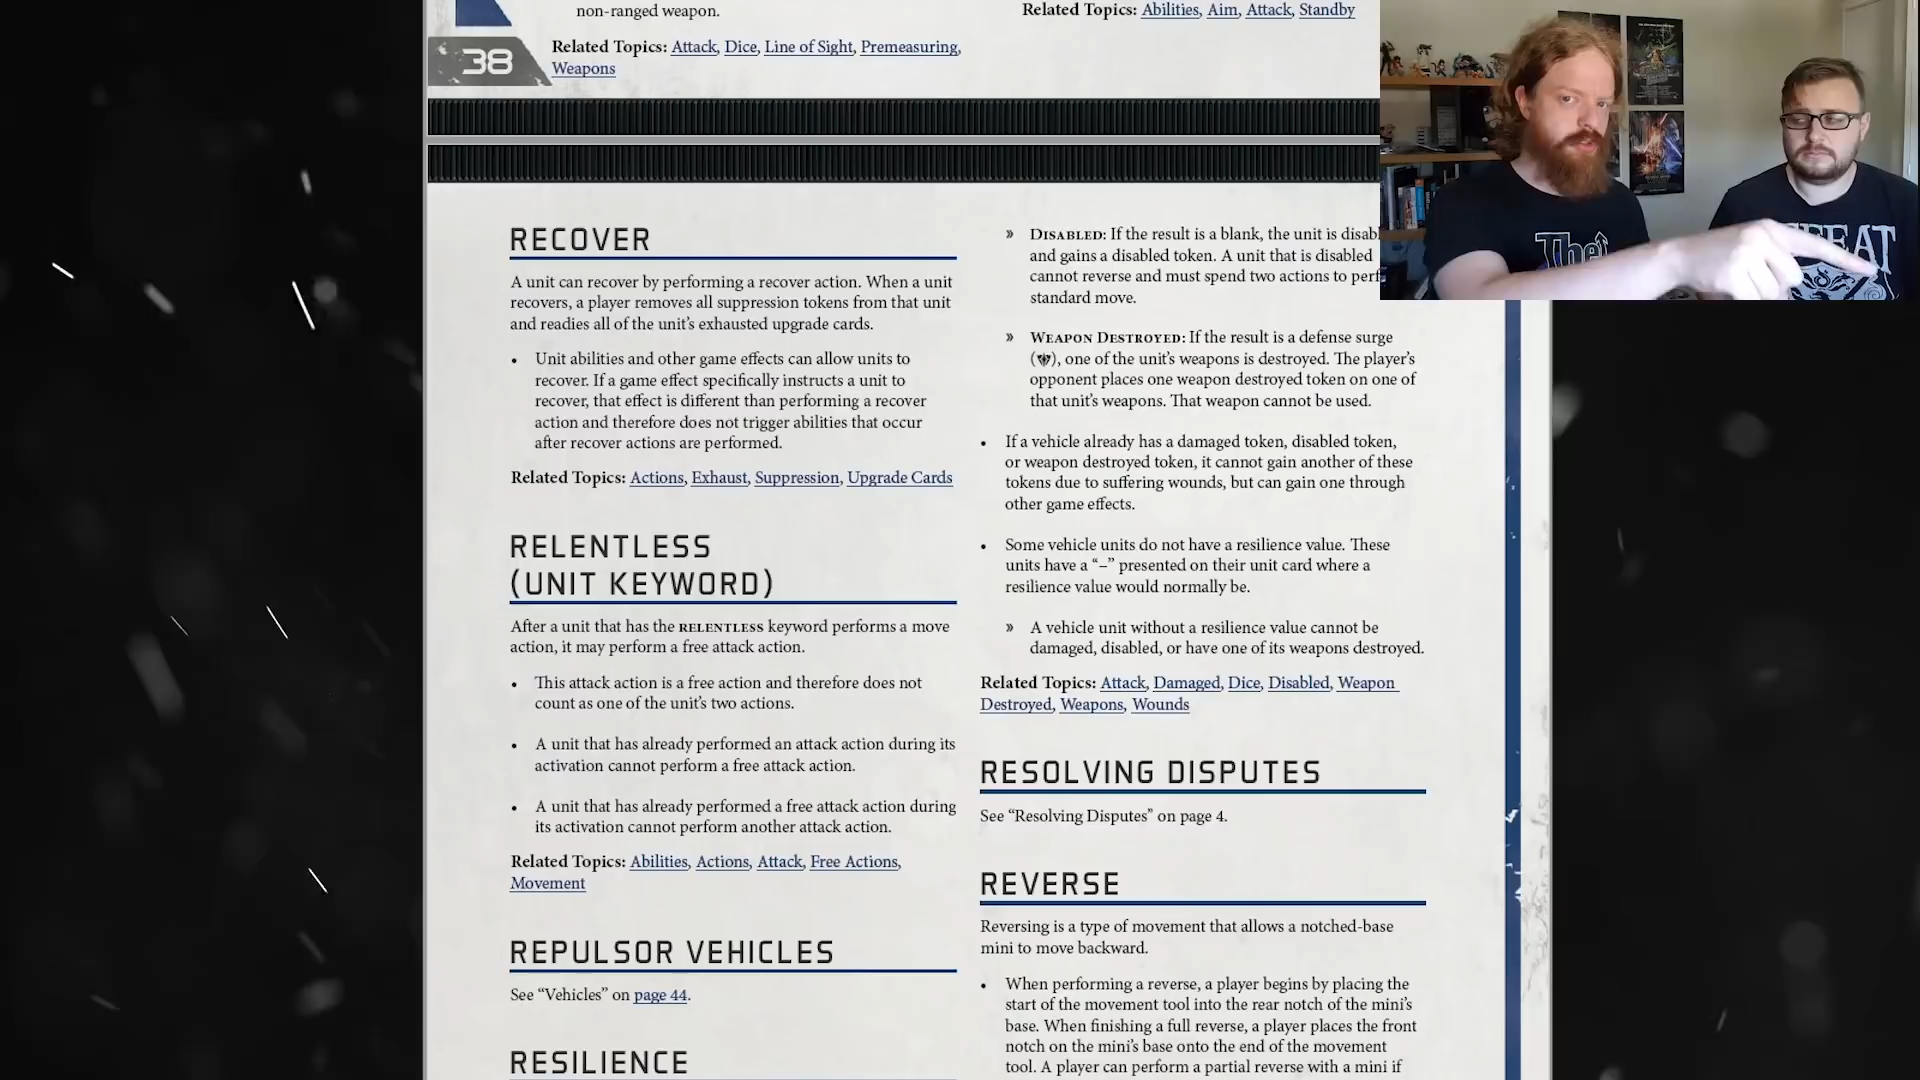 non-ranged weapon.
Related Topics: Attack, Dice, Line of Sight, Premeasuring,
Weapons
38
Related Topics: Abilities, Aim, Attack, Standby
RECOVER
A unit can recover by performing a recover action. When a unit
recovers, a player removes all suppression tokens from that unit
and readies all of the unit's exhausted upgrade cards.
• Unit abilities and other game effects can allow units to
recover. If a game effect specifically instructs a unit to
recover, that effect is different than performing a recover
action and therefore does not trigger abilities that occur
after recover actions are performed.
Related Topics: Actions, Exhaust, Suppression, Upgrade Cards
RELENTLESS
(UNIT KEYWORD)
After a unit that has the RELENTLESS keyword performs a move
action, it may perform a free attack action.
• This attack action is a free action and therefore does not
count as one of the unit's two actions.
• A unit that has already performed an attack action during its
activation cannot perform a free attack action.
• A unit that has already performed a free attack action during
its activation cannot perform another attack action.
Related Topics: Abilities, Actions, Attack, Free Actions,
Movement
REPULSOR VEHICLES
See “Vehicles” on page 44.
RESILIENCE
» DISABLED: If the result is a blank, the unit is disab
and gains a disabled token. A unit that is disabled
cannot reverse and must spend two actions to perf
standard move.
» WEAPON DESTROYED: If the result is a defense surge
( ), one of the unit's weapons is destroyed. The player's
opponent places one weapon destroyed token on one of
that unit's weapons. That weapon cannot be used.
• If a vehicle already has a damaged token, disabled token,
or weapon destroyed token, it cannot gain another of these
tokens due to suffering wounds, but can gain one through
other game effects.
• Some vehicle units do not have a resilience value. These
units have a “–” presented on their unit card where a
resilience value would normally be.
» A vehicle unit without a resilience value cannot be
damaged, disabled, or have one of its weapons destroyed.
Related Topics: Attack, Damaged, Dice, Disabled, Weapon
Destroyed, Weapons, Wounds
RESOLVING DISPUTES
See “Resolving Disputes” on page 4.
REVERSE
Reversing is a type of movement that allows a notched-base
mini to move backward.
• When performing a reverse, a player begins by placing the
start of the movement tool into the rear notch of the mini's
base. When finishing a full reverse, a player places the front
notch on the mini's base onto the end of the movement
tool. A player can perform a partial reverse with a mini if
The
EAT